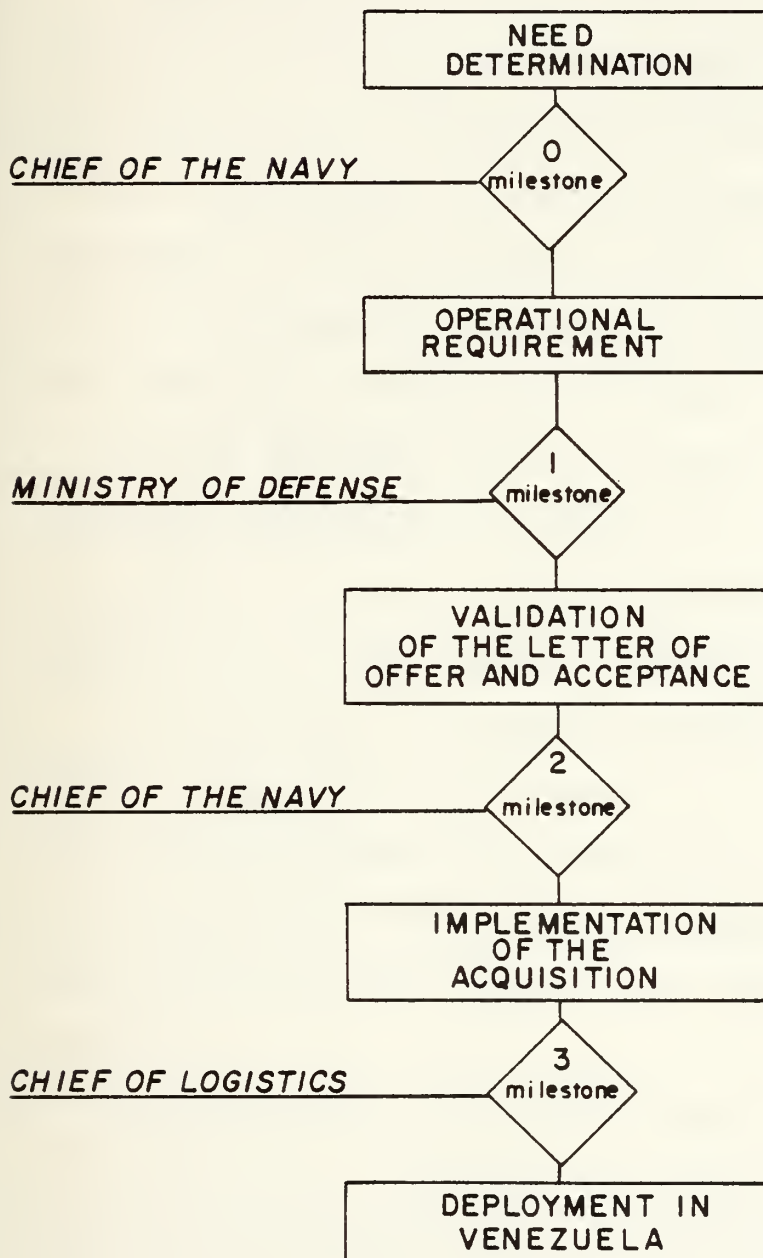 NEED
DETERMINATION
CHIEF OF THE NAVY
0
milestone
OPERATIONAL
REQUIREMENT
MINISTRY OF DEFENSE
1
milestone
VALIDATION
OF THE LETTER OF
OFFER AND ACCEPTANCE
CHIEF OF THE NAVY
2
milestone
IMPLEMENTATION
OF THE
ACQUISITION
CHIEF OF LOGISTICS
3
milestone
DEPLOYMENT IN
VENEZUELA